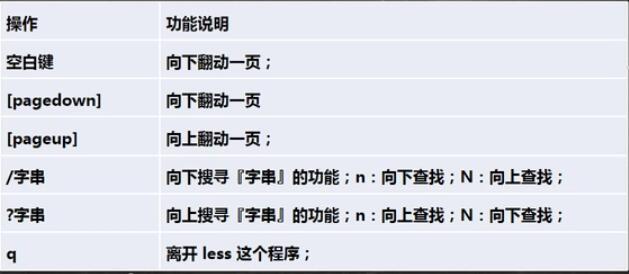 操作 功能说明
空白键 向下翻动一页；
[pagedown] 向下翻动一页
[pageup] 向上翻动一页；
/字串 向下搜寻『字串』的功能；n：向下查找；N：向上查找；
?字串 向上搜寻『字串』的功能；n：向上查找；N：向下查找；
q 离开 less 这个程序；